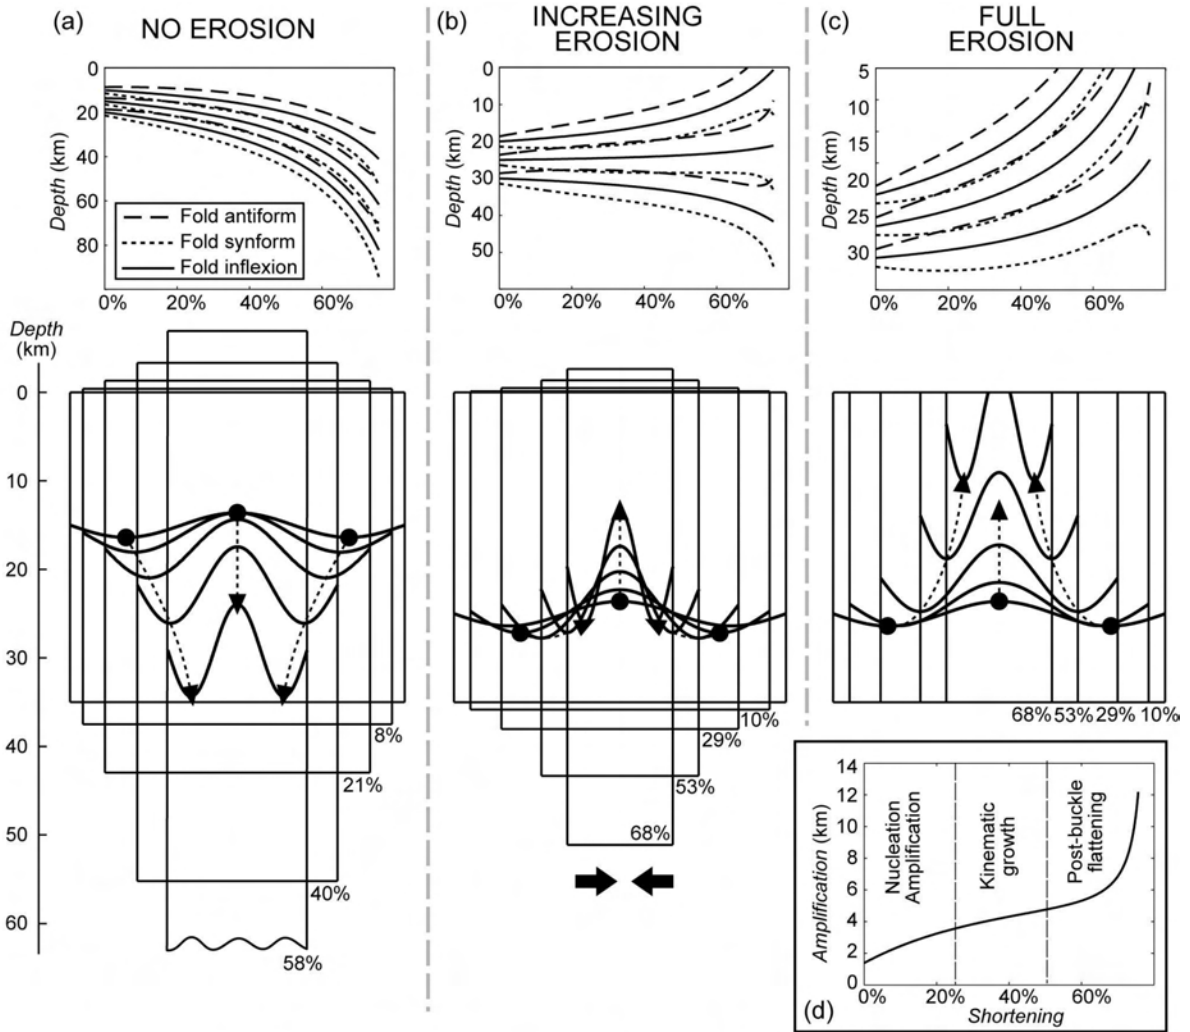 (a)
NO EROSION
(b)
INCREASING
EROSION
(c)
FULL
EROSION
Depth (km)
0
20
40
60
80
Fold antiform
Fold synform
Fold inflexion
0%
20%
40%
60%
Depth (km)
0
10
20
30
40
50
0%
20%
40%
60%
Depth (km)
5
10
15
20
25
30
0%
20%
40%
60%
Depth
(km)
0
10
20
30
40
50
60
8%
21%
40%
58%
10%
29%
53%
68%
68% 53% 29% 10%
(d)
Amplification (km)
14
12
10
8
6
4
2
0
Nucleation
Amplification
Kinematic
growth
Post-buckle
flattening
0%
20%
40%
60%
Shortening